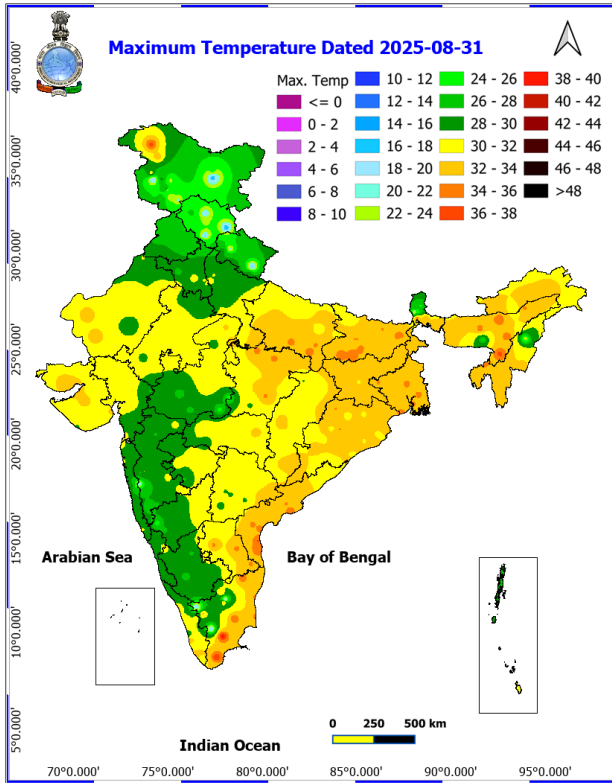 Maximum Temperature Dated 2025-08-31
Max. Temp
<= 0
0 - 2
2 - 4
4 - 6
6 - 8
8 - 10
10 - 12
12 - 14
14 - 16
16 - 18
18 - 20
20 - 22
22 - 24
24 - 26
26 - 28
28 - 30
30 - 32
32 - 34
34 - 36
36 - 38
38 - 40
40 - 42
42 - 44
44 - 46
46 - 48
>48
40°0.000'
35°0.000'
30°0.000'
25°0.000'
20°0.000'
15°0.000'
10°0.000'
5°0.000'
Arabian Sea
Bay of Bengal
Indian Ocean
0 250 500 km
70°0.000' 75°0.000' 80°0.000' 85°0.000' 90°0.000' 95°0.000'